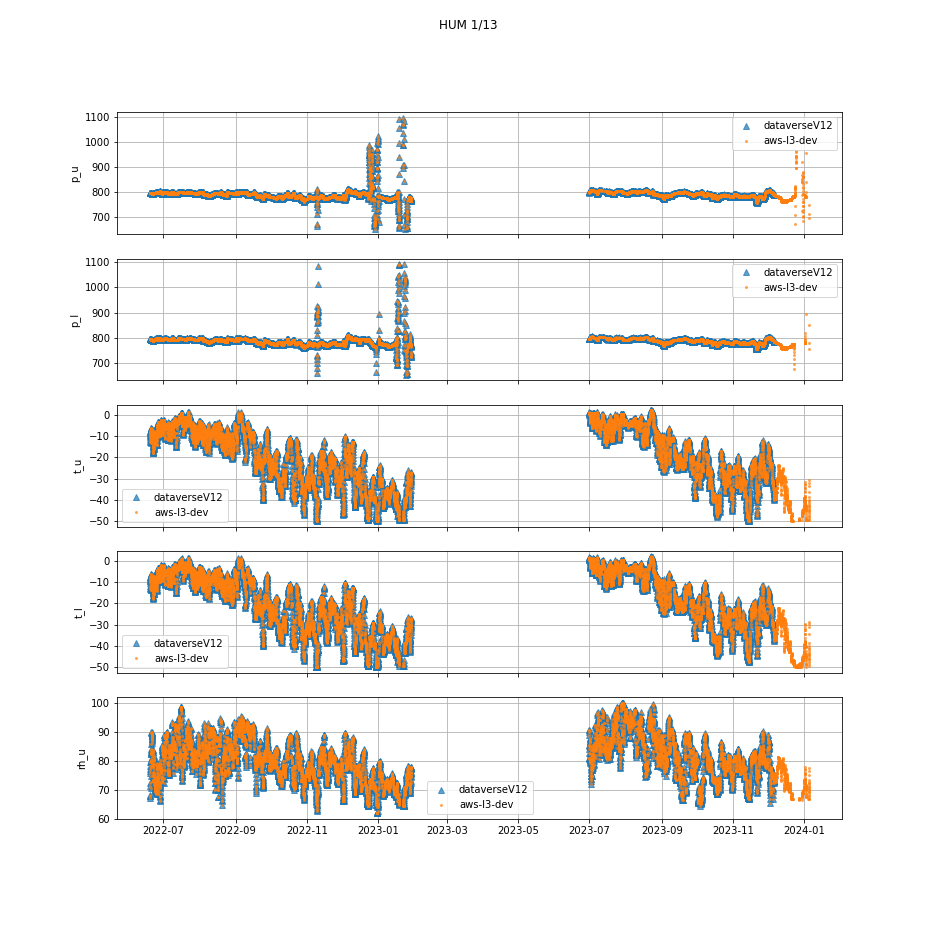 HUM 1/13
1100
1000
900
800
700
p_u
dataverseV12
aws-l3-dev
1100
1000
900
800
700
p_l
dataverseV12
aws-l3-dev
0
−10
−20
−30
−40
−50
t_u
dataverseV12
aws-l3-dev
0
−10
−20
−30
−40
−50
t_l
dataverseV12
aws-l3-dev
100
90
80
70
60
rh_u
dataverseV12
aws-l3-dev
2022-07 2022-09 2022-11 2023-01 2023-03 2023-05 2023-07 2023-09 2023-11 2024-01